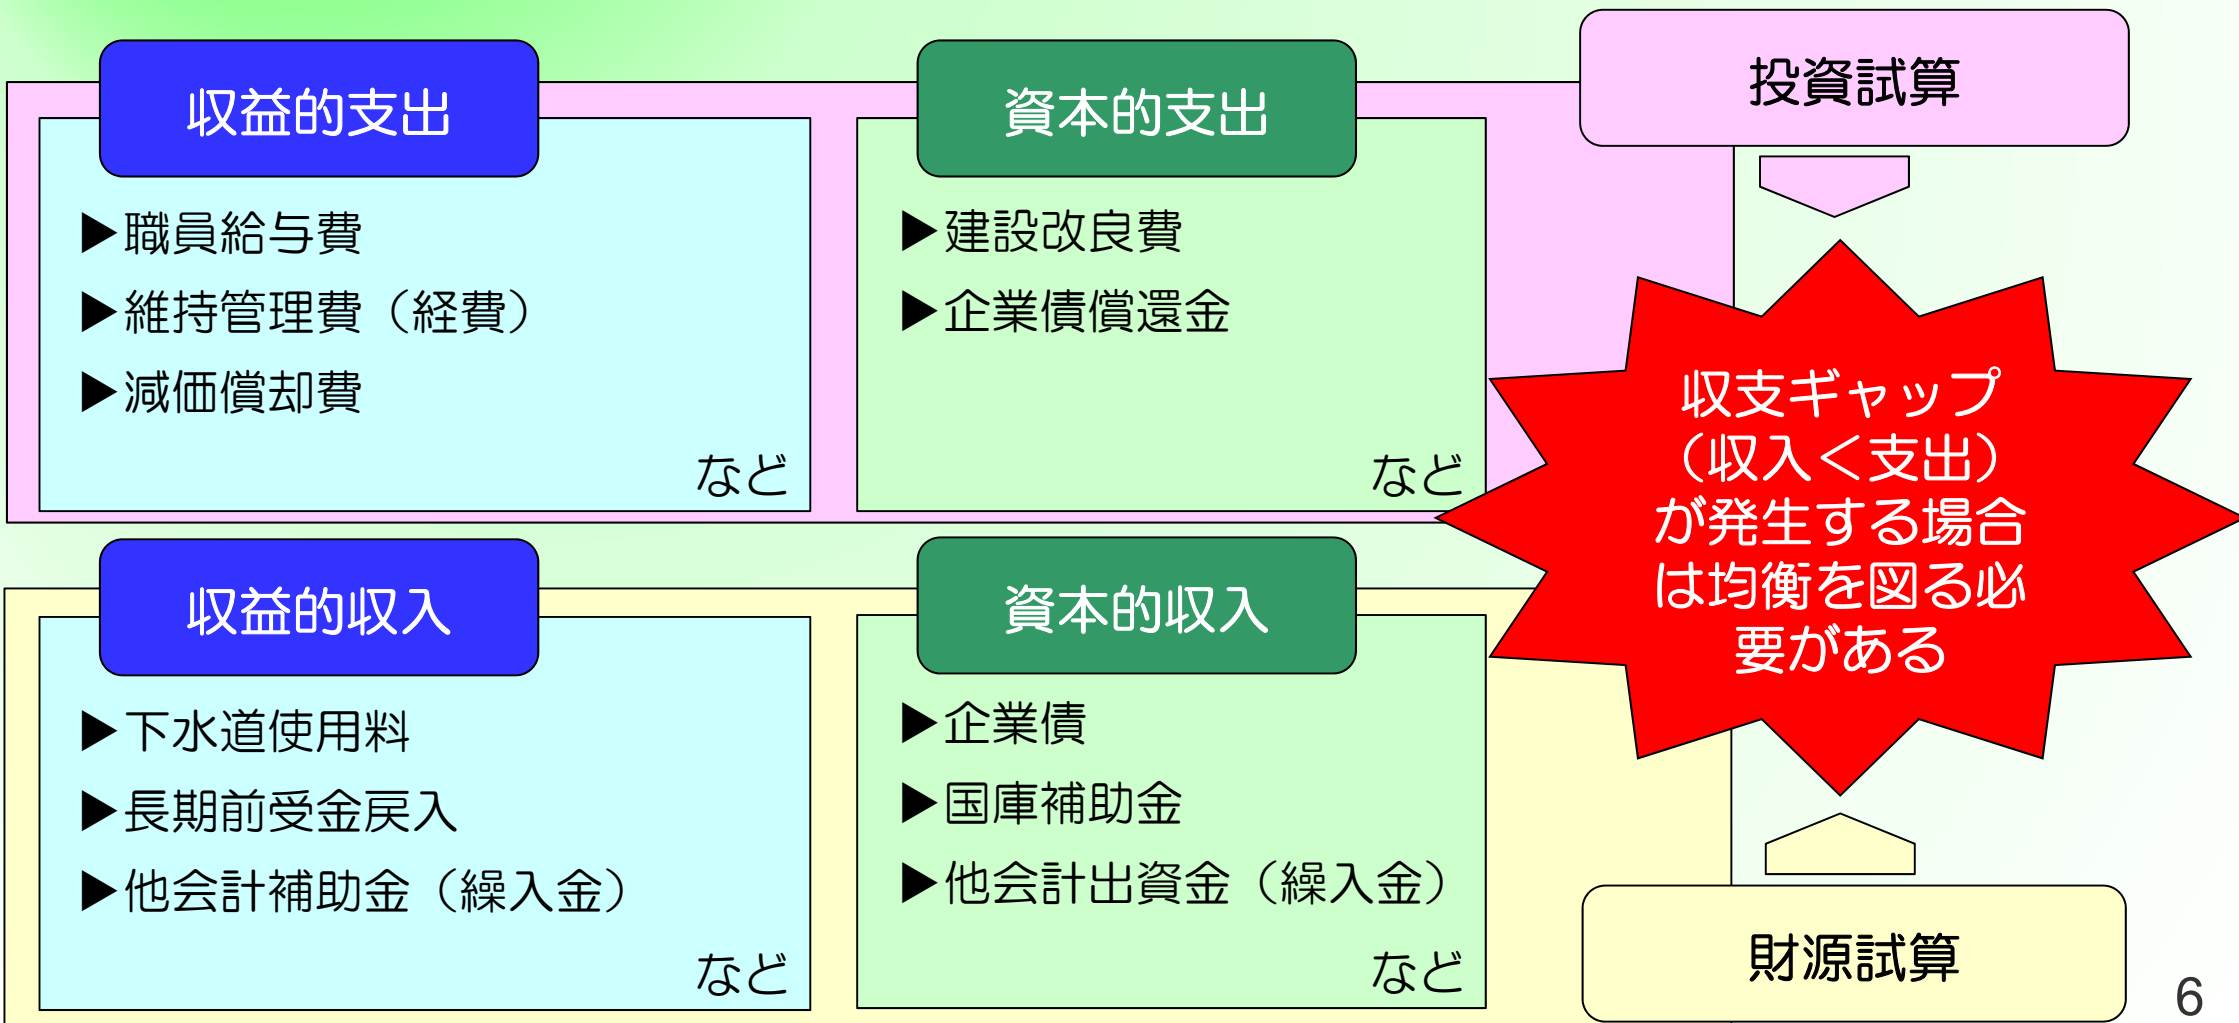 収益的支出
▶職員給与費
▶維持管理費（経費）
▶減価償却費
など
資本的支出
▶建設改良費
▶企業債償還金
など
投資試算
収支ギャップ
（収入＜支出）
が発生する場合
は均衡を図る必
要がある
収益的収入
▶下水道使用料
▶長期前受金戻入
▶他会計補助金（繰入金）
など
資本的収入
▶企業債
▶国庫補助金
▶他会計出資金（繰入金）
など
財源試算
6